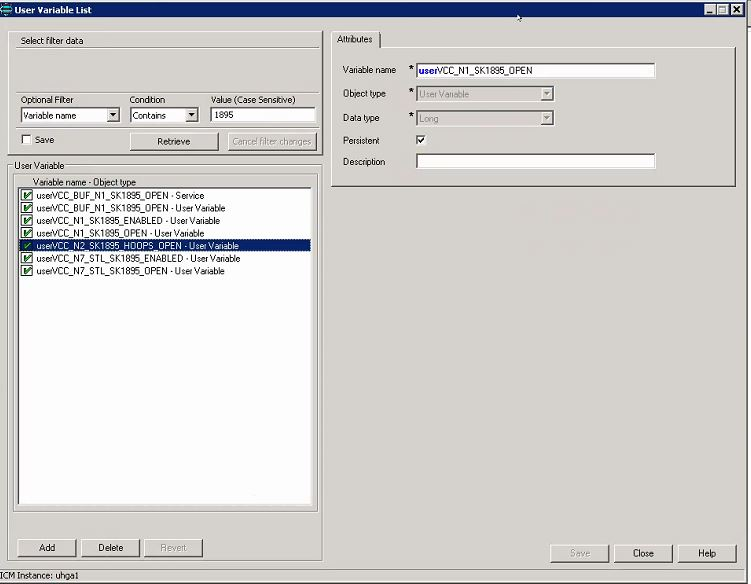 User Variable List
Select filter data
Optional Filter Condition Value (Case Sensitive)
Variable name Contains 1895
Save Retrieve Cancel filter changes
User Variable
Variable name - Object type
userVCC_BUF_N1_SK1895_OPEN - Service
userVCC_BUF_N1_SK1895_OPEN - User Variable
userVCC_N1_SK1895_ENABLED - User Variable
userVCC_N1_SK1895_OPEN - User Variable
userVCC_N2_SK1895_HOOPS_OPEN - User Variable
userVCC_N7_STL_SK1895_ENABLED - User Variable
userVCC_N7_STL_SK1895_OPEN - User Variable
Add Delete Revert
Attributes
Variable name * userVCC_N1_SK1895_OPEN
Object type * User Variable
Data type * Long
Persistent
Description
Save Close Help
ICM Instance: uhga1